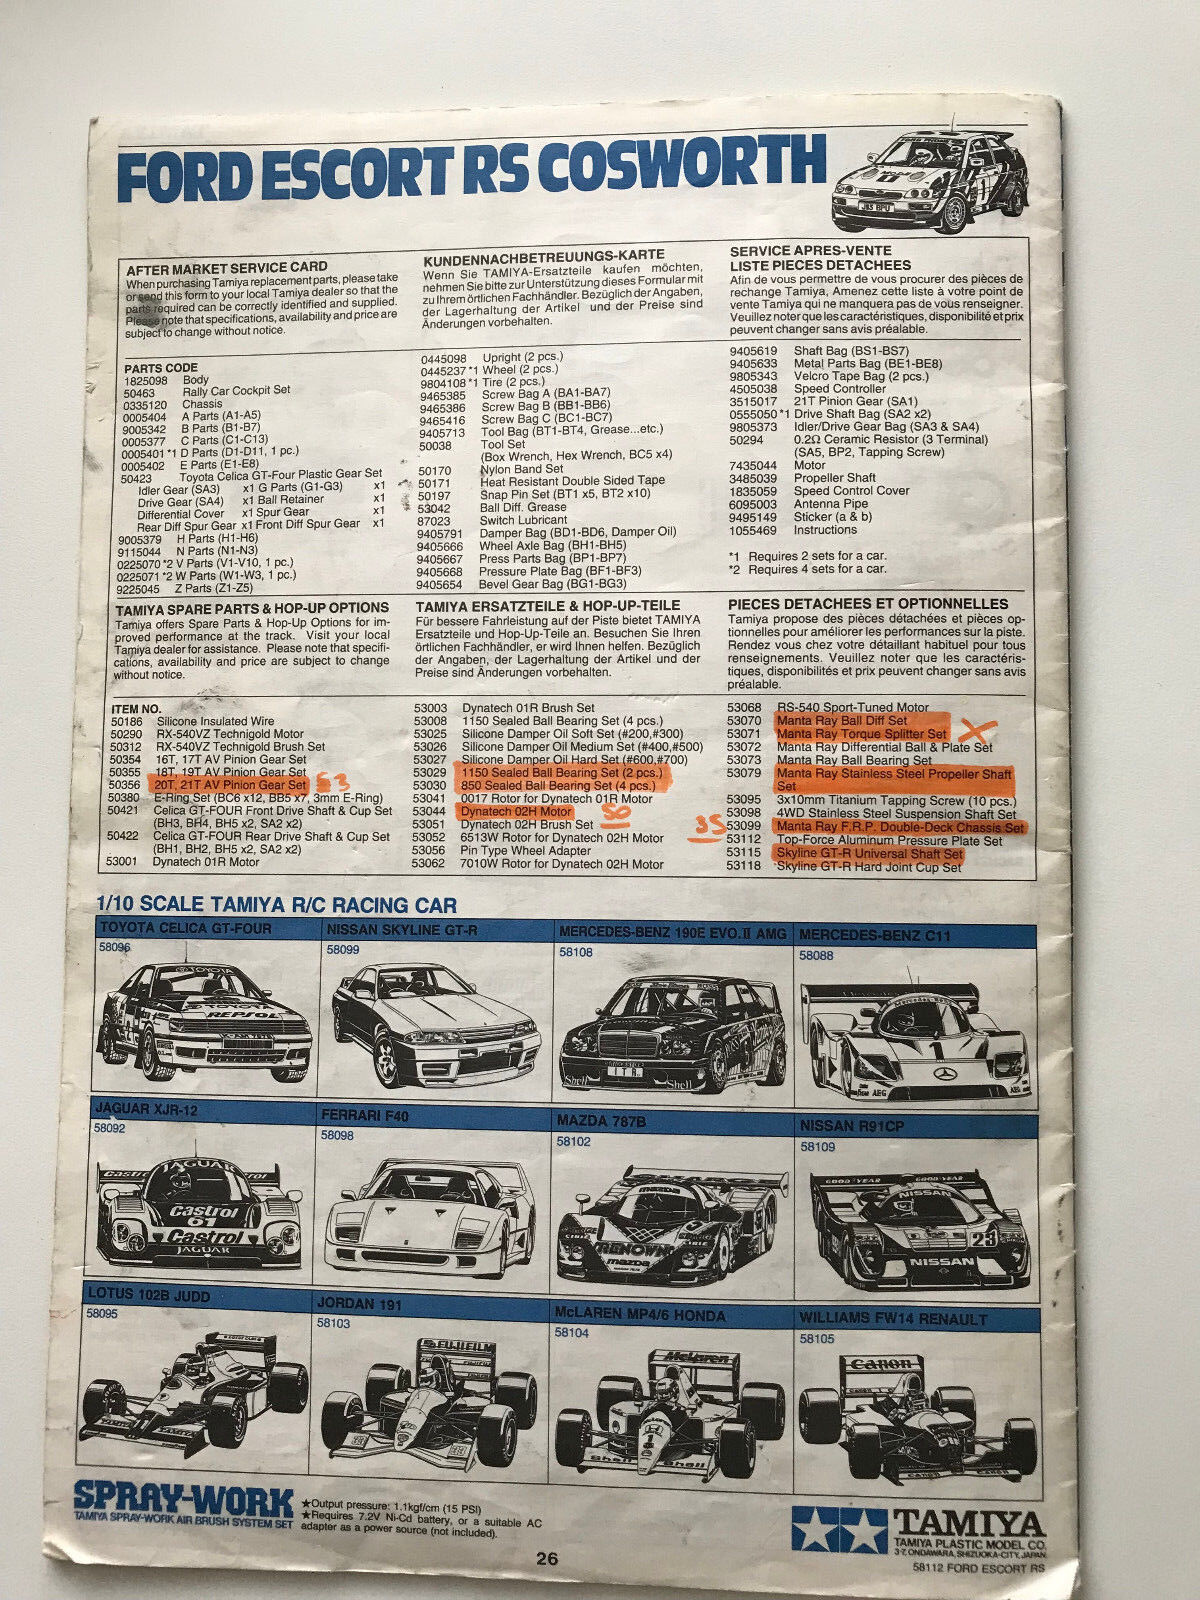 FORD ESCORT RS COSWORTH
J&S BPU
AFTER MARKET SERVICE CARD
When purchasing Tamiya replacement parts, please take
or send this form to your local Tamiya dealer so that the
parts required can be correctly identified and supplied.
Please note that specifications, availability and price are
subject to change without notice.
KUNDENNACHBETREUUNGS-KARTE
Wenn Sie TAMIYA-Ersatzteile kaufen möchten,
nehmen Sie bitte zur Unterstützung dieses Formular mit
zu Ihrem örtlichen Fachhändler. Bezüglich der Angaben,
der Lagerhaltung der Artikel und der Preise sind
Änderungen vorbehalten.
SERVICE APRES-VENTE
LISTE PIECES DETACHEES
Afin de vous permettre de vous procurer des pièces de
rechange Tamiya, Amenez cette liste à votre point de
vente Tamiya qui ne manquera pas de vous renseigner.
Veuillez noter que les caractéristiques, disponibilité et prix
peuvent changer sans avis préalable.
PARTS CODE
1825098 Body
50463 Rally Car Cockpit Set
0335120 Chassis
0005404 A Parts (A1-A5)
9005342 B Parts (B1-B7)
0005377 C Parts (C1-C13)
0005401 *1 D Parts (D1-D11, 1 pc.)
0005402 E Parts (E1-E8)
50423 Toyota Celica GT-Four Plastic Gear Set
Idler Gear (SA3) x1 G Parts (G1-G3) x1
Drive Gear (SA4) x1 Ball Retainer x1
Differential Cover x1 Spur Gear x1
Rear Diff Spur Gear x1 Front Diff Spur Gear x1
9005379 H Parts (H1-H6)
9115044 N Parts (N1-N3)
0225070 *2 V Parts (V1-V10, 1 pc.)
0225071 *2 W Parts (W1-W3, 1 pc.)
9225045 Z Parts (Z1-Z5)
0445098 Upright (2 pcs.)
0445237 *1 Wheel (2 pcs.)
9804108 *1 Tire (2 pcs.)
9465385 Screw Bag A (BA1-BA7)
9465386 Screw Bag B (BB1-BB6)
9465416 Screw Bag C (BC1-BC7)
9405713 Tool Bag (BT1-BT4, Grease...etc.)
50038 Tool Set
(Box Wrench, Hex Wrench, BC5 x4)
50170 Nylon Band Set
50171 Heat Resistant Double Sided Tape
50197 Snap Pin Set (BT1 x5, BT2 x10)
53042 Ball Diff. Grease
87023 Switch Lubricant
9405791 Damper Bag (BD1-BD6, Damper Oil)
9405666 Wheel Axle Bag (BH1-BH5)
9405667 Press Parts Bag (BP1-BP7)
9405668 Pressure Plate Bag (BF1-BF3)
9405654 Bevel Gear Bag (BG1-BG3)
9405619 Shaft Bag (BS1-BS7)
9405633 Metal Parts Bag (BE1-BE8)
9805343 Velcro Tape Bag (2 pcs.)
4505038 Speed Controller
3515017 21T Pinion Gear (SA1)
0555050 *1 Drive Shaft Bag (SA2 x2)
9805373 Idler/Drive Gear Bag (SA3 & SA4)
50294 0.2Ω Ceramic Resistor (3 Terminal)
(SA5, BP2, Tapping Screw)
7435044 Motor
3485039 Propeller Shaft
1835059 Speed Control Cover
6095003 Antenna Pipe
9495149 Sticker (a & b)
1055469 Instructions
*1 Requires 2 sets for a car.
*2 Requires 4 sets for a car.
TAMIYA SPARE PARTS & HOP-UP OPTIONS
Tamiya offers Spare Parts & Hop-Up Options for im-
proved performance at the track. Visit your local
Tamiya dealer for assistance. Please note that specifi-
cations, availability and price are subject to change
without notice.
TAMIYA ERSATZTEILE & HOP-UP-TEILE
Für bessere Fahrleistung auf der Piste bietet TAMIYA
Ersatzteile und Hop-Up-Teile an. Besuchen Sie Ihren
örtlichen Fachhändler, er wird Ihnen helfen. Bezüglich
der Angaben, der Lagerhaltung der Artikel und der
Preise sind Änderungen vorbehalten.
PIECES DETACHEES ET OPTIONNELLES
Tamiya propose des pièces détachées et pièces op-
tionnelles pour améliorer les performances sur la piste.
Rendez vous chez votre détaillant habituel pour tous
renseignements. Veuillez noter que les caractéris-
tiques, disponibilités et prix peuvent changer sans avis
préalable.
ITEM NO.
50186 Silicone Insulated Wire
50290 RX-540VZ Technigold Motor
50312 RX-540VZ Technigold Brush Set
50354 16T, 17T AV Pinion Gear Set
50355 18T, 19T AV Pinion Gear Set
50356 20T, 21T AV Pinion Gear Set
50380 E-Ring Set (BC6 x12, BB5 x7, 3mm E-Ring)
50421 Celica GT-FOUR Front Drive Shaft & Cup Set
(BH3, BH4, BH5 x2, SA2 x2)
50422 Celica GT-FOUR Rear Drive Shaft & Cup Set
(BH1, BH2, BH5 x2, SA2 x2)
53001 Dynatech 01R Motor
53003 Dynatech 01R Brush Set
53008 1150 Sealed Ball Bearing Set (4 pcs.)
53025 Silicone Damper Oil Soft Set (#200,#300)
53026 Silicone Damper Oil Medium Set (#400,#500)
53027 Silicone Damper Oil Hard Set (#600,#700)
53029 1150 Sealed Ball Bearing Set (2 pcs.)
53030 850 Sealed Ball Bearing Set (4 pcs.)
53041 0017 Rotor for Dynatech 01R Motor
53044 Dynatech 02H Motor 50
53051 Dynatech 02H Brush Set
53052 6513W Rotor for Dynatech 02H Motor 35
53056 Pin Type Wheel Adapter
53062 7010W Rotor for Dynatech 02H Motor
53068 RS-540 Sport-Tuned Motor
53070 Manta Ray Ball Diff Set
53071 Manta Ray Torque Splitter Set X
53072 Manta Ray Differential Ball & Plate Set
53073 Manta Ray Ball Bearing Set
53079 Manta Ray Stainless Steel Propeller Shaft
Set
53095 3x10mm Titanium Tapping Screw (10 pcs.)
53098 4WD Stainless Steel Suspension Shaft Set
53099 Manta Ray F.R.P. Double-Deck Chassis Set
53112 Top-Force Aluminum Pressure Plate Set
53115 Skyline GT-R Universal Shaft Set
53118 Skyline GT-R Hard Joint Cup Set
1/10 SCALE TAMIYA R/C RACING CAR
TOYOTA CELICA GT-FOUR
58096
TOYOTA
REPSOL
NISSAN SKYLINE GT-R
58099
MERCEDES-BENZ 190E EVO.II AMG
58108
ITR
Shell
Shell
MERCEDES-BENZ C11
58088
1
AEG
AEG
JAGUAR XJR-12
58092
JAGUAR
Castrol
61
Castrol
JAGUAR
FERRARI F40
58098
MAZDA 787B
58102
mazda
RENOWN
mazda
NISSAN R91CP
58109
GOOD YEAR GOOD YEAR
NISSAN
23
NISSAN
LOTUS 102B JUDD
58095
TAMIYA
JORDAN 191
58103
FUJIFILM
McLAREN MP4/6 HONDA
58104
McLaren
1
Shell Shell
WILLIAMS FW14 RENAULT
58105
Canon
Canon
SPRAY-WORK
TAMIYA SPRAY-WORK AIR BRUSH SYSTEM SET
★Output pressure: 1.1kgf/cm (15 PSI)
★Requires 7.2V Ni-Cd battery, or a suitable AC
adapter as a power source (not included).
TAMIYA
TAMIYA PLASTIC MODEL CO.
3-7, ONDAWARA, SHIZUOKA-CITY, JAPAN.
26
58112 FORD ESCORT RS